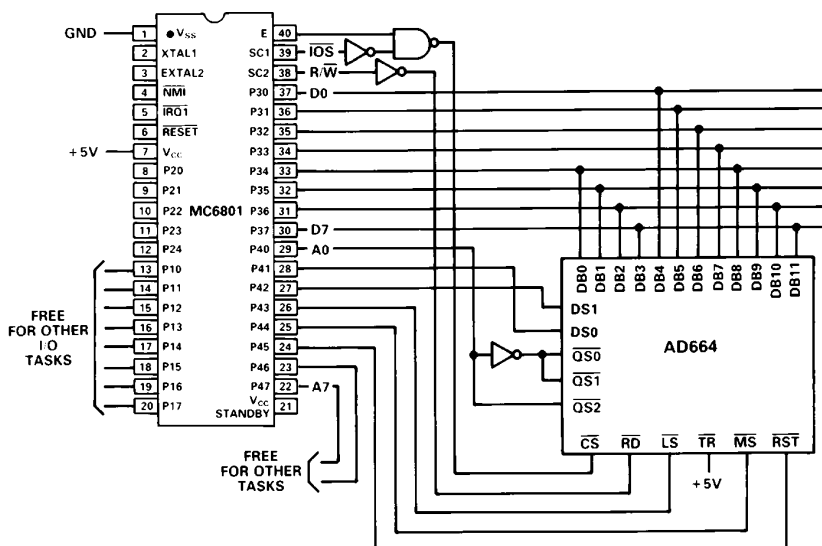 GND 1 VSS E 40
2 XTAL1 SC1 39 IOS
3 EXTAL2 SC2 38 R/W
4 NMI P30 37 D0
5 IRQ1 P31 36
6 RESET P32 35
+5V 7 VCC P33 34
8 P20 P34 33
9 P21 P35 32
10 P22 MC6801 P36 31
11 P23 P37 30 D7
12 P24 P40 29 A0
13 P10 P41 28
14 P11 P42 27
15 P12 P43 26
16 P13 P44 25
17 P14 P45 24
18 P15 P46 23
19 P16 P47 22 A7
20 P17 VCC STANDBY 21
FREE
FOR OTHER
I/O
TASKS
FREE
FOR OTHER
TASKS
DB0 DB1 DB2 DB3 DB4 DB5 DB6 DB7 DB8 DB9 DB10 DB11
DS1
DS0
QS0
QS1
QS2
AD664
CS RD LS TR MS RST
+5V